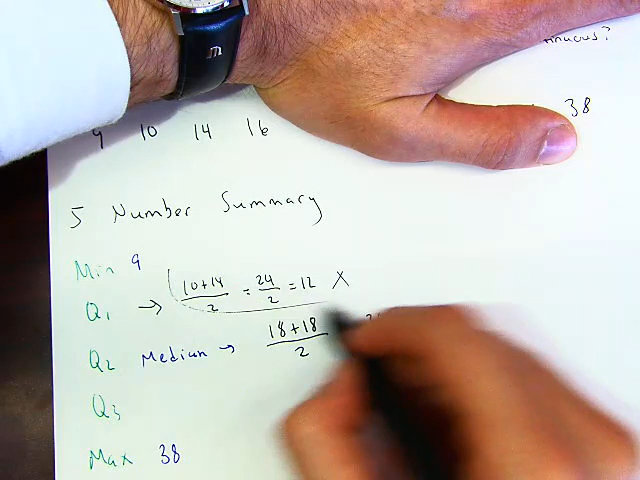 38
9 10 14 16
5 Number Summary
Min 9
Q1 → 10+14/2 = 24/2 = 12 X
Q2 Median → 18+18/2
Q3
Max 38